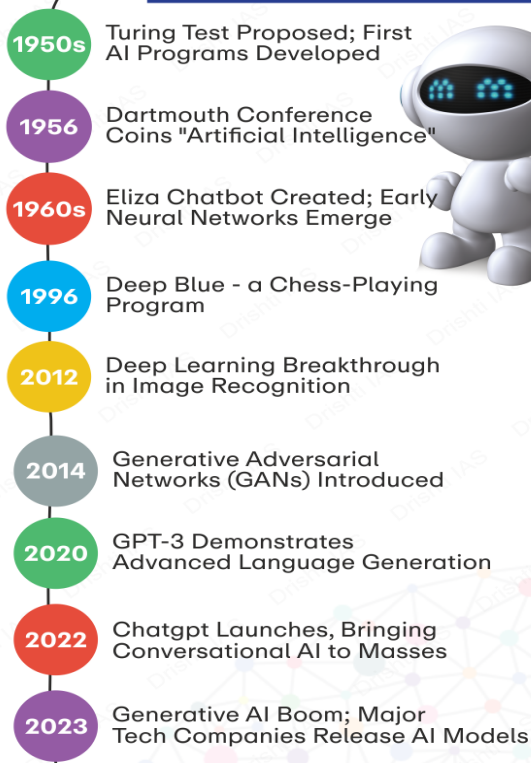 1950s
Turing Test Proposed; First
AI Programs Developed
1956
Dartmouth Conference
Coins "Artificial Intelligence"
1960s
Eliza Chatbot Created; Early
Neural Networks Emerge
1996
Deep Blue - a Chess-Playing
Program
2012
Deep Learning Breakthrough
in Image Recognition
2014
Generative Adversarial
Networks (GANs) Introduced
2020
GPT-3 Demonstrates
Advanced Language Generation
2022
Chatgpt Launches, Bringing
Conversational AI to Masses
2023
Generative AI Boom; Major
Tech Companies Release AI Models
Drishti IAS